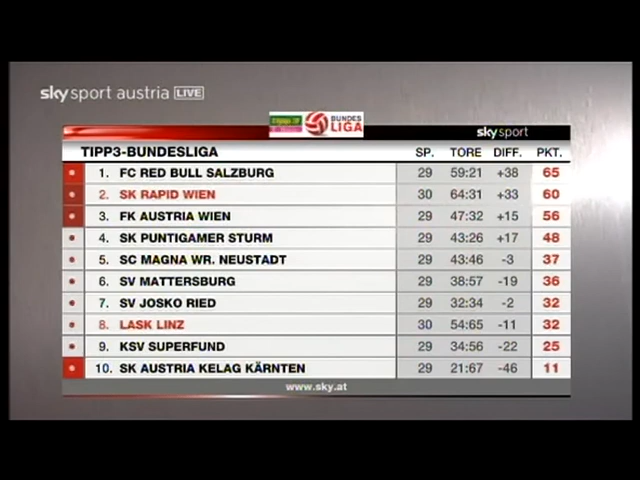 sky sport austria LIVE
BUNDES
LIGA
sky sport
TIPP3-BUNDESLIGA SP. TORE DIFF. PKT.
1. FC RED BULL SALZBURG 29 59:21 +38 65
2. SK RAPID WIEN 30 64:31 +33 60
3. FK AUSTRIA WIEN 29 47:32 +15 56
4. SK PUNTIGAMER STURM 29 43:26 +17 48
5. SC MAGNA WR. NEUSTADT 29 43:46 -3 37
6. SV MATTERSBURG 29 38:57 -19 36
7. SV JOSKO RIED 29 32:34 -2 32
8. LASK LINZ 30 54:65 -11 32
9. KSV SUPERFUND 29 34:56 -22 25
10. SK AUSTRIA KELAG KÄRNTEN 29 21:67 -46 11
www.sky.at